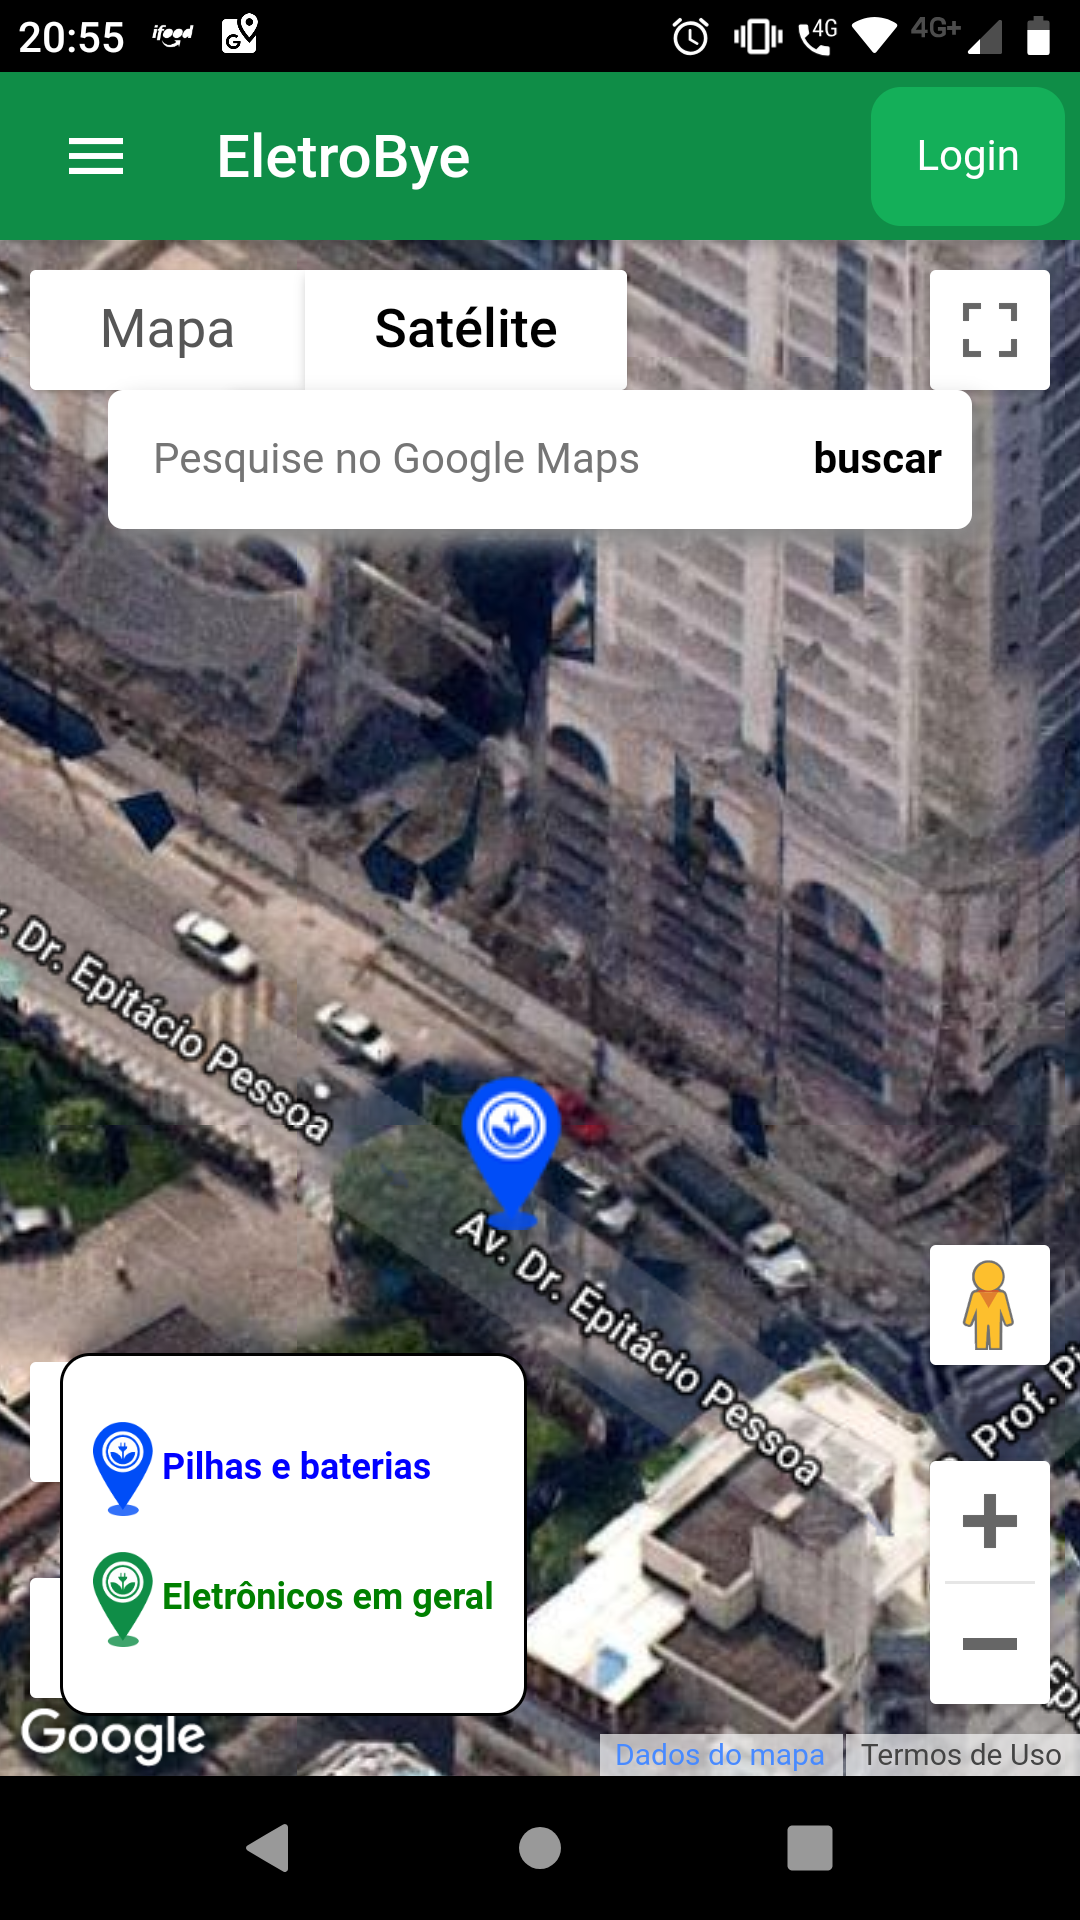 20:55 ifood G 4G 4G+
EletroBye Login
Mapa Satélite
Pesquise no Google Maps buscar
. Dr. Epitácio Pessoa
Av. Dr. Epitácio Pessoa
Prof.
Pilhas e baterias
Eletrônicos em geral
Google
Dados do mapa Termos de Uso